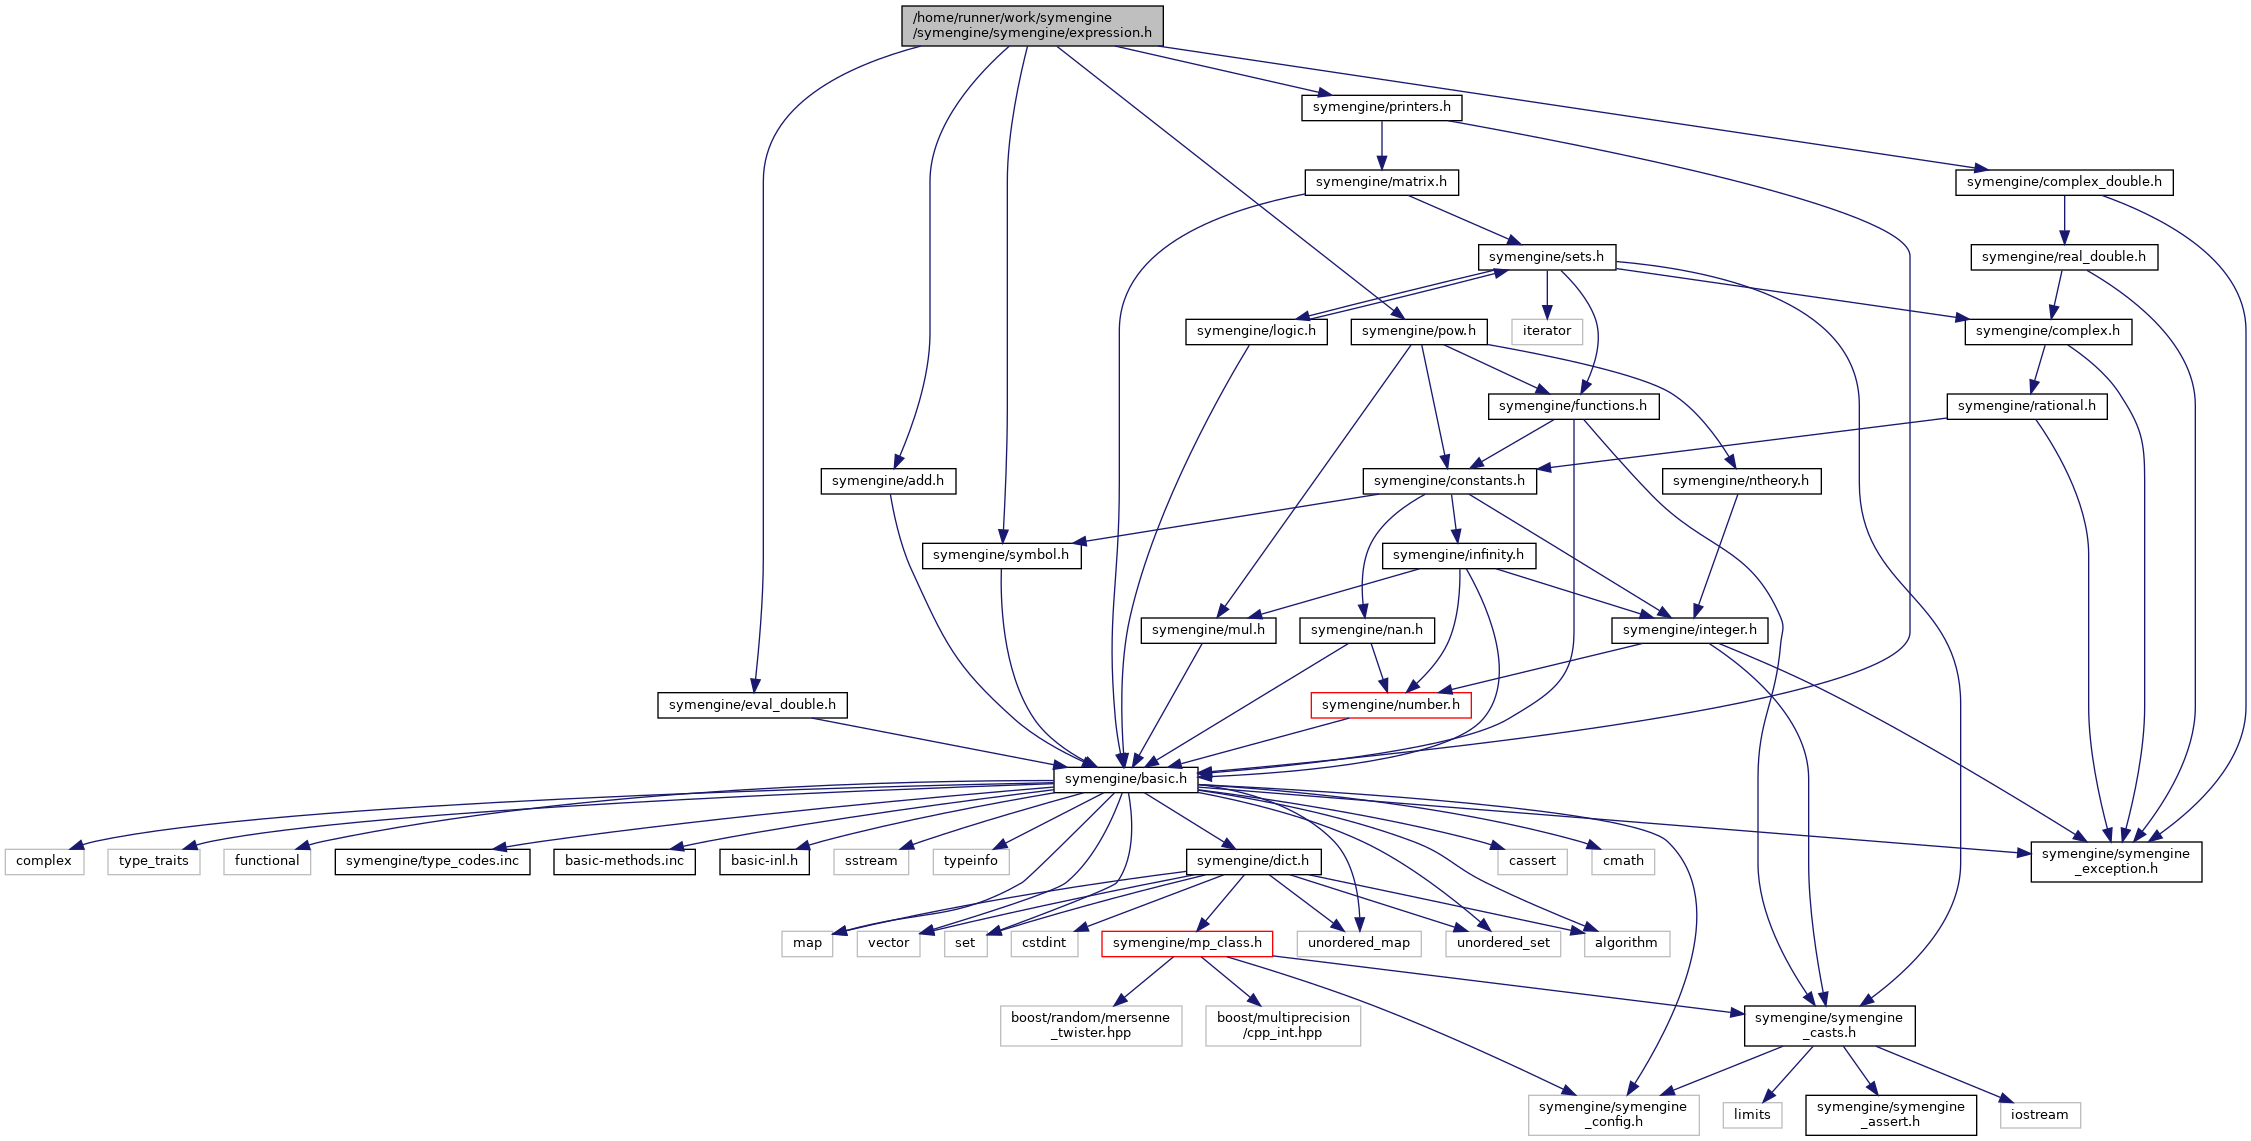 /home/runner/work/symengine
/symengine/symengine/expression.h
symengine/printers.h
symengine/matrix.h
symengine/complex_double.h
symengine/sets.h
symengine/real_double.h
symengine/logic.h
symengine/pow.h
iterator
symengine/complex.h
symengine/functions.h
symengine/rational.h
symengine/add.h
symengine/constants.h
symengine/ntheory.h
symengine/symbol.h
symengine/infinity.h
symengine/mul.h
symengine/nan.h
symengine/integer.h
symengine/eval_double.h
symengine/number.h
symengine/basic.h
complex
type_traits
functional
symengine/type_codes.inc
basic-methods.inc
basic-inl.h
sstream
typeinfo
symengine/dict.h
cassert
cmath
symengine/symengine
_exception.h
map
vector
set
cstdint
symengine/mp_class.h
unordered_map
unordered_set
algorithm
boost/random/mersenne
_twister.hpp
boost/multiprecision
/cpp_int.hpp
symengine/symengine
_casts.h
symengine/symengine
_config.h
limits
symengine/symengine
_assert.h
iostream